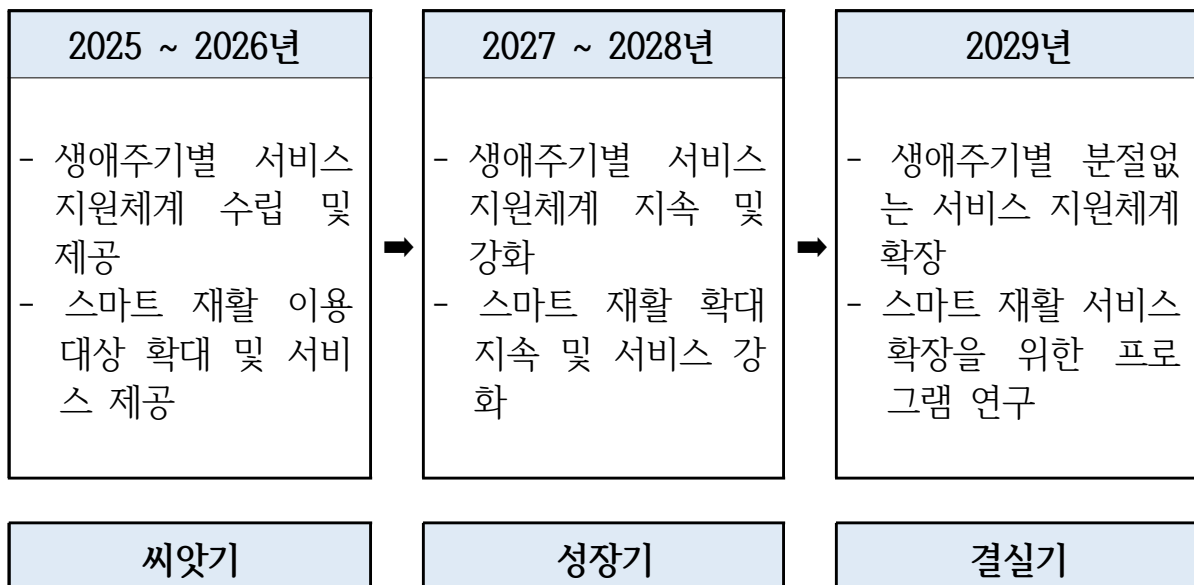 2025 ~ 2026년
- 생애주기별 서비스
지원체계 수립 및
제공
- 스마트 재활 이용
대상 확대 및 서비
스 제공
➡
2027 ~ 2028년
- 생애주기별 서비스
지원체계 지속 및
강화
- 스마트 재활 확대
지속 및 서비스 강
화
➡
2029년
- 생애주기별 분절없
는 서비스 지원체계
확장
- 스마트 재활 서비스
확장을 위한 프로
그램 연구
씨앗기
성장기
결실기